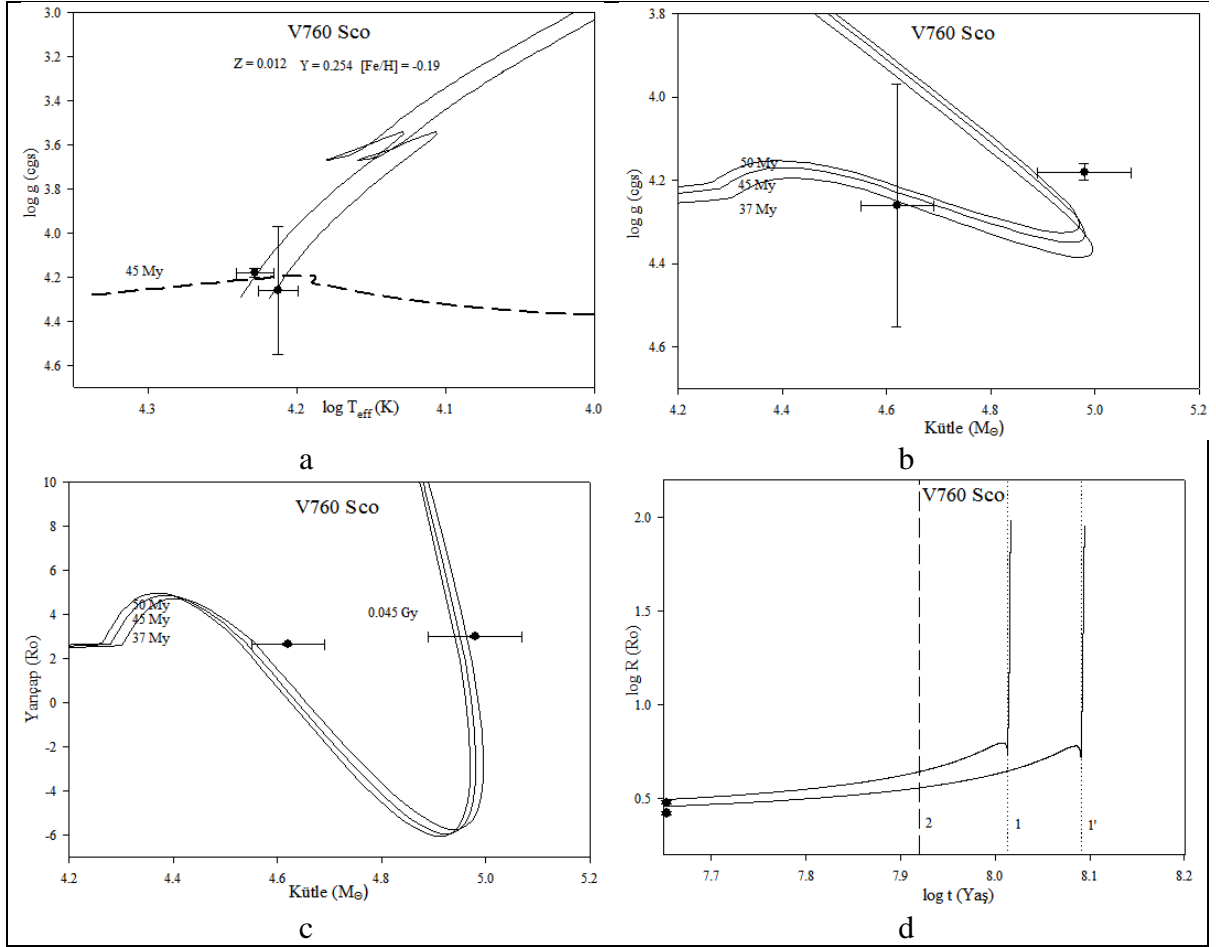 V760 Sco
Z = 0.012 Y = 0.254 [Fe/H] = -0.19
45 My
log g (cgs)
3.0
3.2
3.4
3.6
3.8
4.0
4.2
4.4
4.6
4.3
4.2
4.1
4.0
log T_eff (K)
a
V760 Sco
50 My
45 My
37 My
log g (cgs)
3.8
4.0
4.2
4.4
4.6
4.2
4.4
4.6
4.8
5.0
5.2
Kütle (M⊙)
b
V760 Sco
50 My
45 My
37 My
0.045 Gy
Yarıçap (Ro)
10
8
6
4
2
0
-2
-4
-6
4.2
4.4
4.6
4.8
5.0
5.2
Kütle (M⊙)
c
V760 Sco
log R (Ro)
2.0
1.5
1.0
0.5
2
1
1'
7.7
7.8
7.9
8.0
8.1
8.2
log t (Yaş)
d